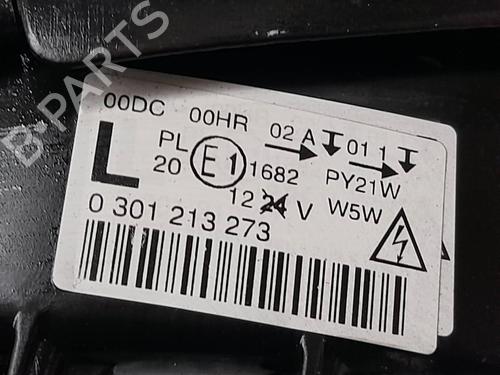 B-PARTS
00DC 00HR 02 A 01 1
L PL 20 E1 1682 PY21W
12 24 V W5W
0 301 213 273